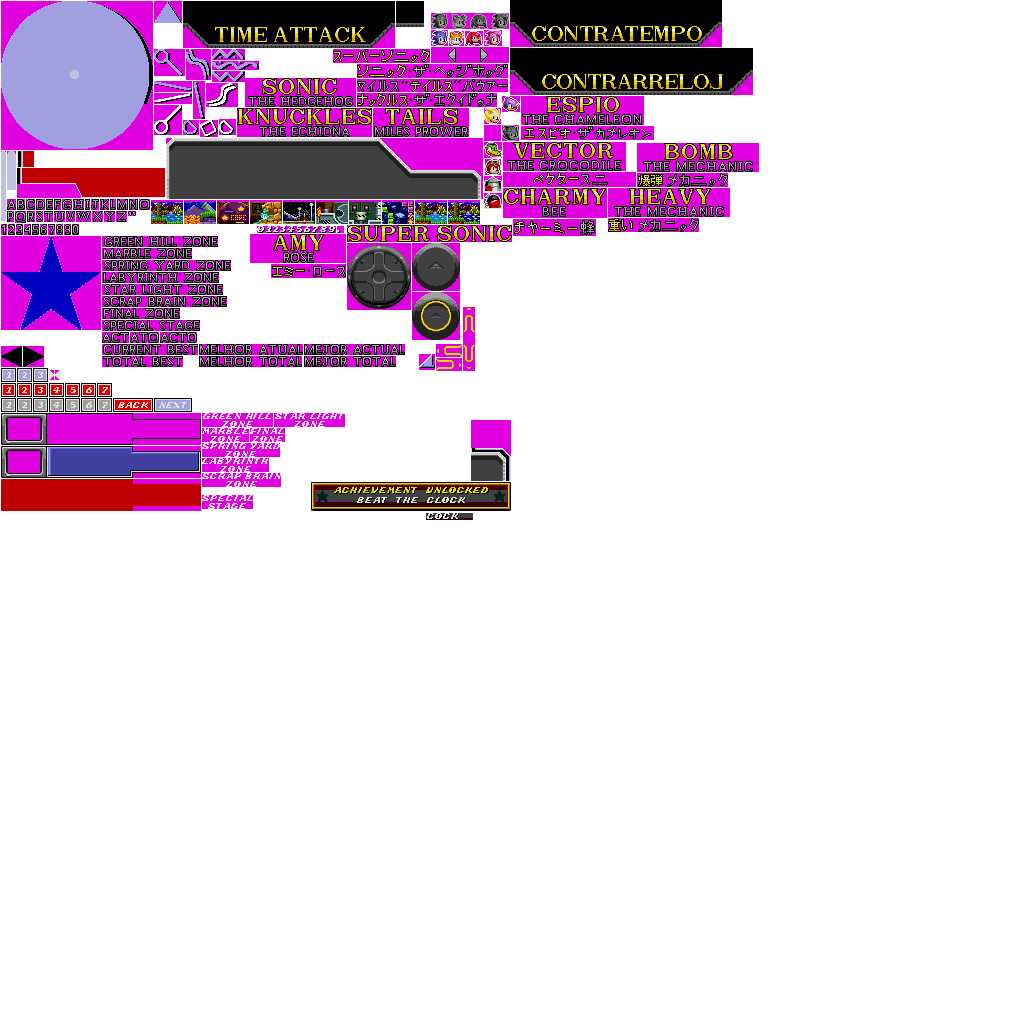 TIME ATTACK
CONTRATEMPO
CONTRARRELOJ
スーパーソニック
ソニック・ザ・ヘッジホッグ
SONIC
THE HEDGEHOG
マイルス"テイルス"パウアー
ナックルス・ザ・エクィドゥナ
KNUCKLES
THE ECHIDNA
TAILS
MILES PROWER
ESPIO
THE CHAMELEON
エスピオ・ザ・カメレオン
VECTOR
THE CROCODILE
BOMB
THE MECHANIC
ベクタースニ
爆弾 メカニック
CHARMY
BEE
HEAVY
THE MECHANIC
チャーミー蜂
重い メカニック
ABCDEFGHIJKLMNO
PQRSTUVWXYZ"
1234567890
0123456789.
SUPER SONIC
AMY
ROSE
エミー・ロース
GREEN HILL ZONE
MARBLE ZONE
SPRING YARD ZONE
LABYRINTH ZONE
STAR LIGHT ZONE
SCRAP BRAIN ZONE
FINAL ZONE
SPECIAL STAGE
ACTATOACTO
CURRENT BEST MELHOR ATUAL MEJOR ACTUAL
TOTAL BEST MELHOR TOTAL MEJOR TOTAL
1 2 3
1 2 3 4 5 6 7
1 2 3 4 5 6 7 BACK NEXT
GREEN HILL ZONE
STAR LIGHT ZONE
MARBLE ZONE
FINAL ZONE
SPRING YARD ZONE
LABYRINTH ZONE
SCRAP BRAIN ZONE
SPECIAL STAGE
ACHIEVEMENT UNLOCKED
BEAT THE CLOCK
COCK